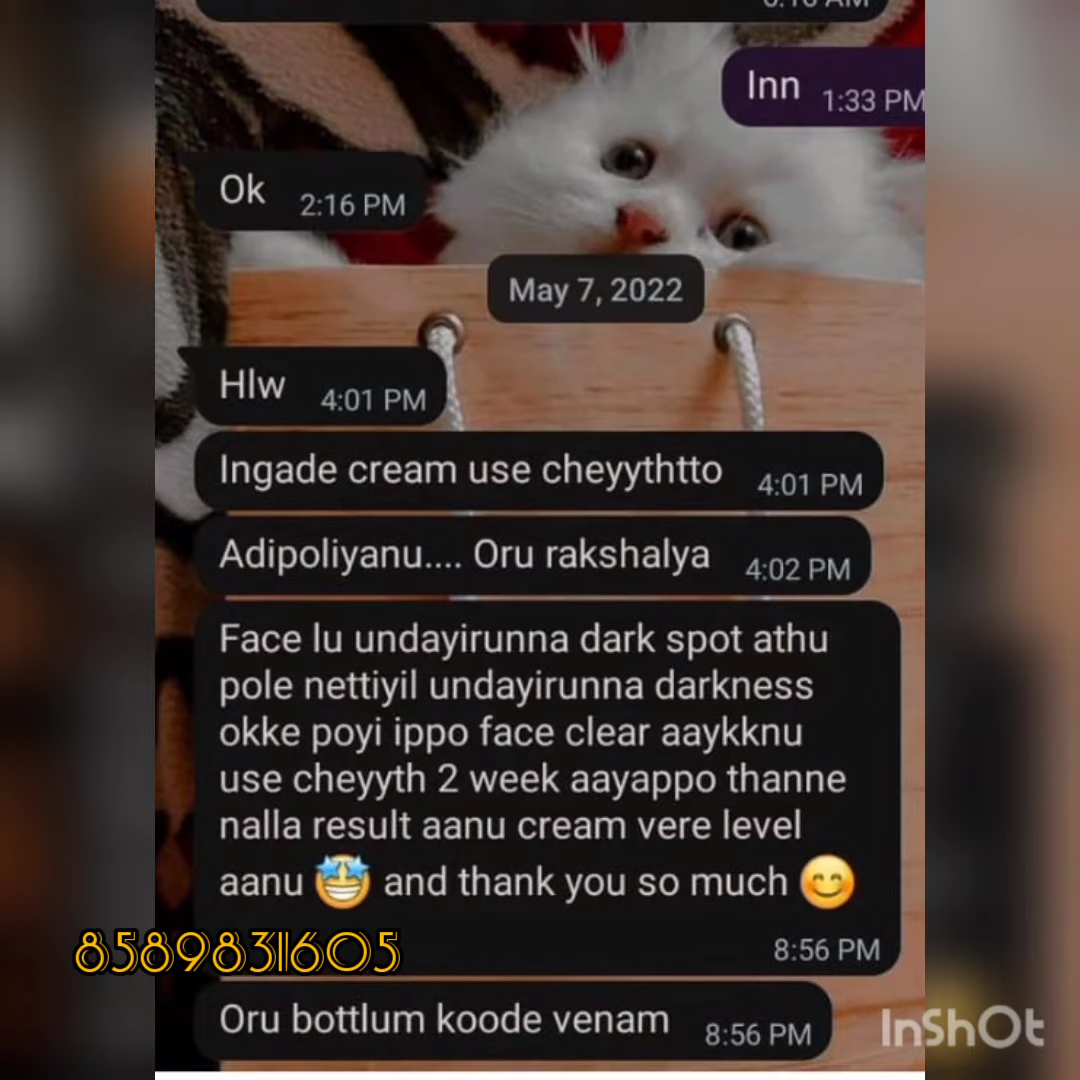 Inn 1:33 PM
Ok 2:16 PM
May 7, 2022
Hlw 4:01 PM
Ingade cream use cheyythtto 4:01 PM
Adipoliyanu.... Oru rakshalya 4:02 PM
Face lu undayirunna dark spot athu
pole nettiyil undayirunna darkness
okke poyi ippo face clear aaykknu
use cheyyth 2 week aayappo thanne
nalla result aanu cream vere level
aanu 🤩 and thank you so much 😊
8:56 PM
8589831605
Oru bottlum koode venam 8:56 PM
InShOt